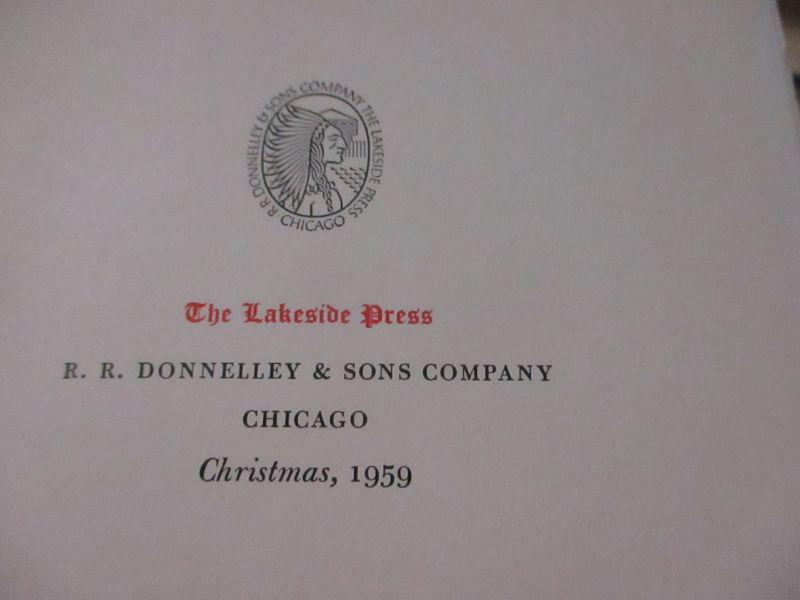 R R DONNELLEY & SONS COMPANY THE LAKESIDE PRESS
CHICAGO
The Lakeside Press
R. R. DONNELLEY & SONS COMPANY
CHICAGO
Christmas, 1959